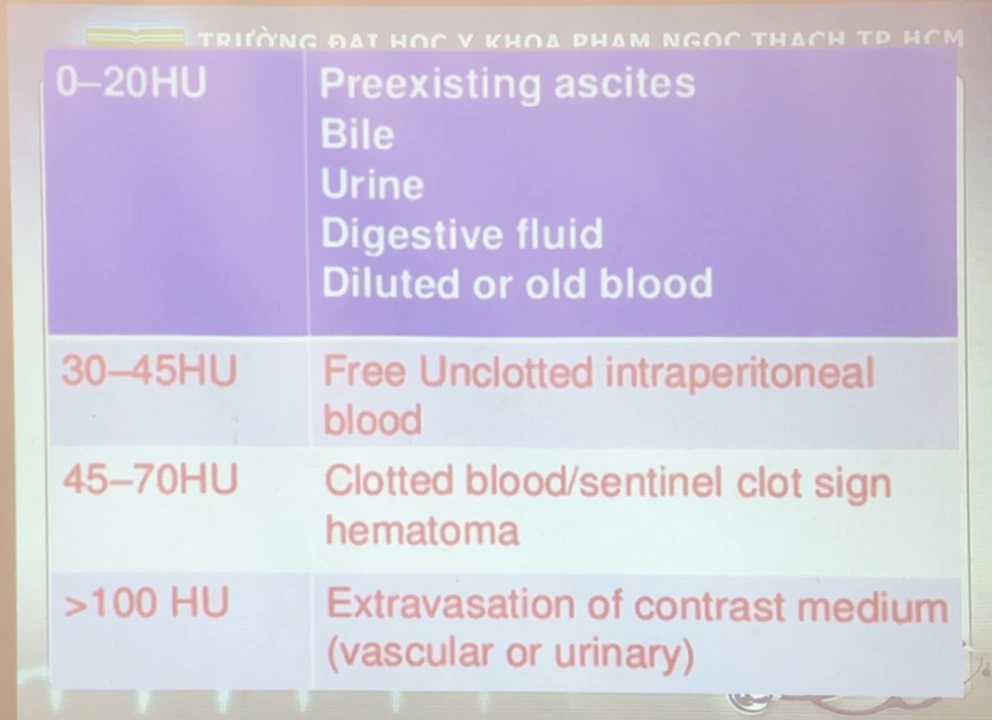 TRƯỜNG ĐẠI HỌC Y KHOA PHẠM NGỌC THẠCH TP. HCM
0–20HU
Preexisting ascites
Bile
Urine
Digestive fluid
Diluted or old blood
30–45HU
Free Unclotted intraperitoneal
blood
45–70HU
Clotted blood/sentinel clot sign
hematoma
>100 HU
Extravasation of contrast medium
(vascular or urinary)